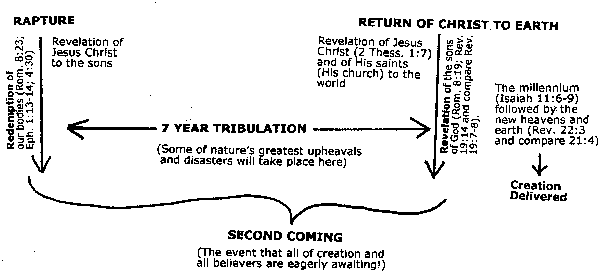 RAPTURE
Redemption of
our bodies (Rom. 8:23;
Eph. 1:13-14; 4:30)
Revelation of
Jesus Christ
to the sons
RETURN OF CHRIST TO EARTH
Revelation of Jesus
Christ (2 Thess. 1:7)
and of His saints
(His church) to the
world
Revelation of the sons
of God (Rom. 8:19; Rev.
19:14 and compare Rev.
19:7-8).
The millennium
(Isaiah 11:6-9)
followed by the
new heavens and
earth (Rev. 22:3
and compare 21:4)
Creation
Delivered
7 YEAR TRIBULATION
(Some of nature's greatest upheavals
and disasters will take place here)
SECOND COMING
(The event that all of creation and
all believers are eagerly awaiting!)